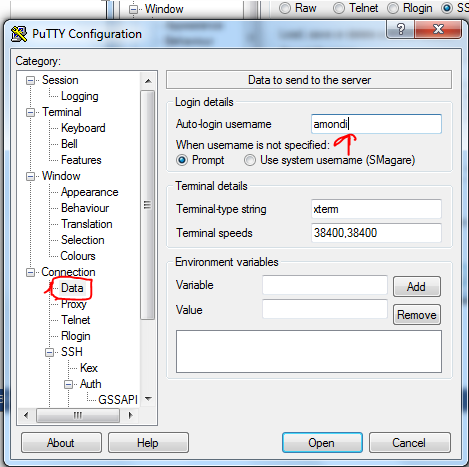 Window
Raw Telnet Rlogin SS
PuTTY Configuration
Category:
Session
Logging
Terminal
Keyboard
Bell
Features
Window
Appearance
Behaviour
Translation
Selection
Colours
Connection
Data
Proxy
Telnet
Rlogin
SSH
Kex
Auth
GSSAPI
Data to send to the server
Login details
Auto-login username amondi
When username is not specified:
Prompt Use system username (SMagare)
Terminal details
Terminal-type string xterm
Terminal speeds 38400,38400
Environment variables
Variable Add
Value Remove
About Help Open Cancel